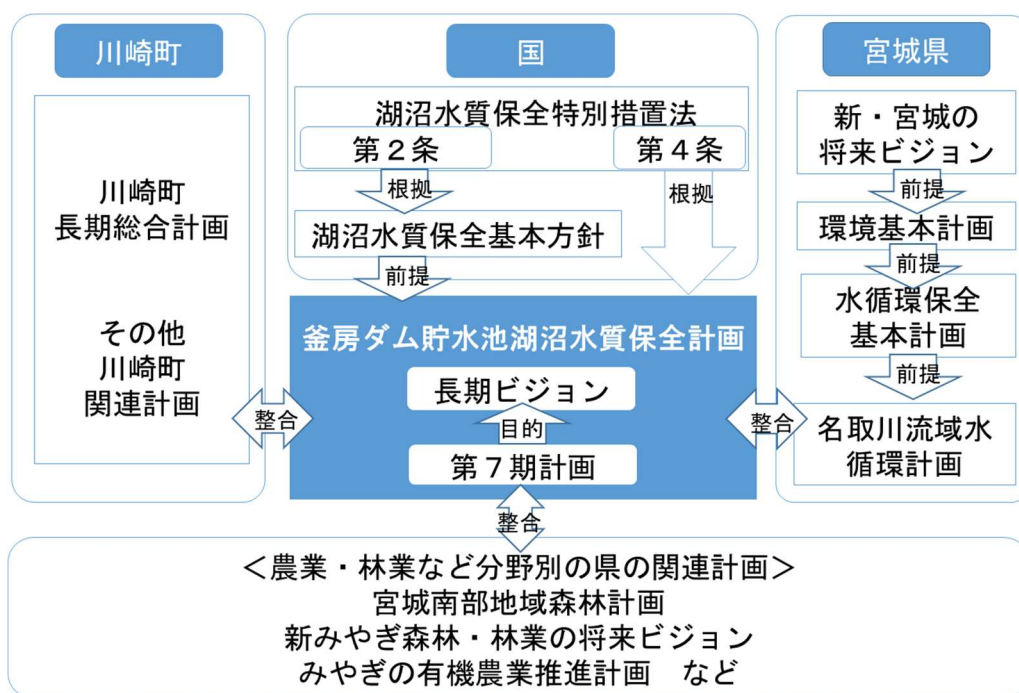 川崎町
川崎町
長期総合計画
その他
川崎町
関連計画
国
湖沼水質保全特別措置法
第２条
第４条
根拠
根拠
湖沼水質保全基本方針
前提
釜房ダム貯水池湖沼水質保全計画
長期ビジョン
目的
第７期計画
整合
整合
整合
宮城県
新・宮城の
将来ビジョン
前提
環境基本計画
前提
水循環保全
基本計画
前提
名取川流域水
循環計画
＜農業・林業など分野別の県の関連計画＞
宮城南部地域森林計画
新みやぎ森林・林業の将来ビジョン
みやぎの有機農業推進計画　など